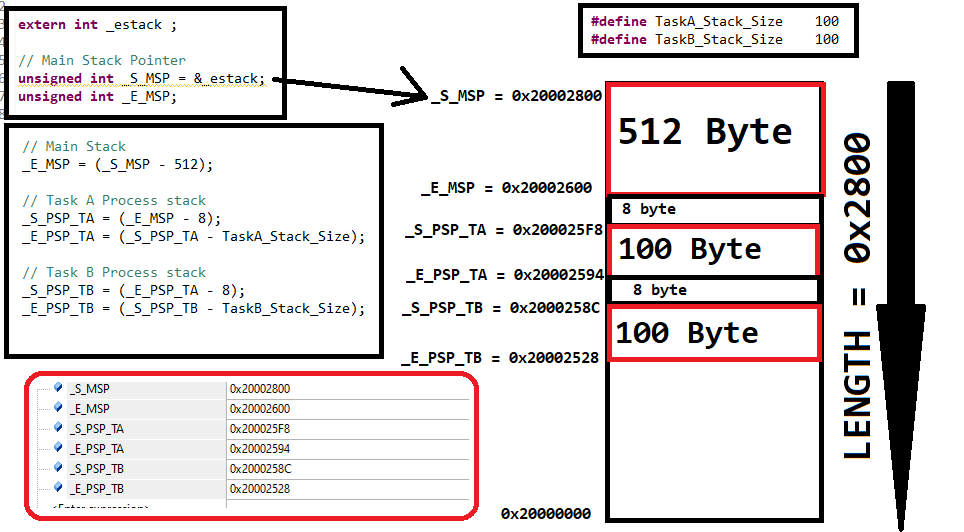 extern int _estack ;
// Main Stack Pointer
unsigned int _S_MSP = &_estack;
unsigned int _E_MSP;
#define TaskA_Stack_Size 100
#define TaskB_Stack_Size 100
// Main Stack
_E_MSP = (_S_MSP - 512);
// Task A Process stack
_S_PSP_TA = (_E_MSP - 8);
_E_PSP_TA = (_S_PSP_TA - TaskA_Stack_Size);
// Task B Process stack
_S_PSP_TB = (_E_PSP_TA - 8);
_E_PSP_TB = (_S_PSP_TB - TaskB_Stack_Size);
_S_MSP = 0x20002800
512 Byte
_E_MSP = 0x20002600
8 byte
_S_PSP_TA = 0x200025F8
100 Byte
_E_PSP_TA = 0x20002594
8 byte
_S_PSP_TB = 0x2000258C
100 Byte
_E_PSP_TB = 0x20002528
0x20000000
LENGTH = 0x2800
_S_MSP 0x20002800
_E_MSP 0x20002600
_S_PSP_TA 0x200025F8
_E_PSP_TA 0x20002594
_S_PSP_TB 0x2000258C
_E_PSP_TB 0x20002528